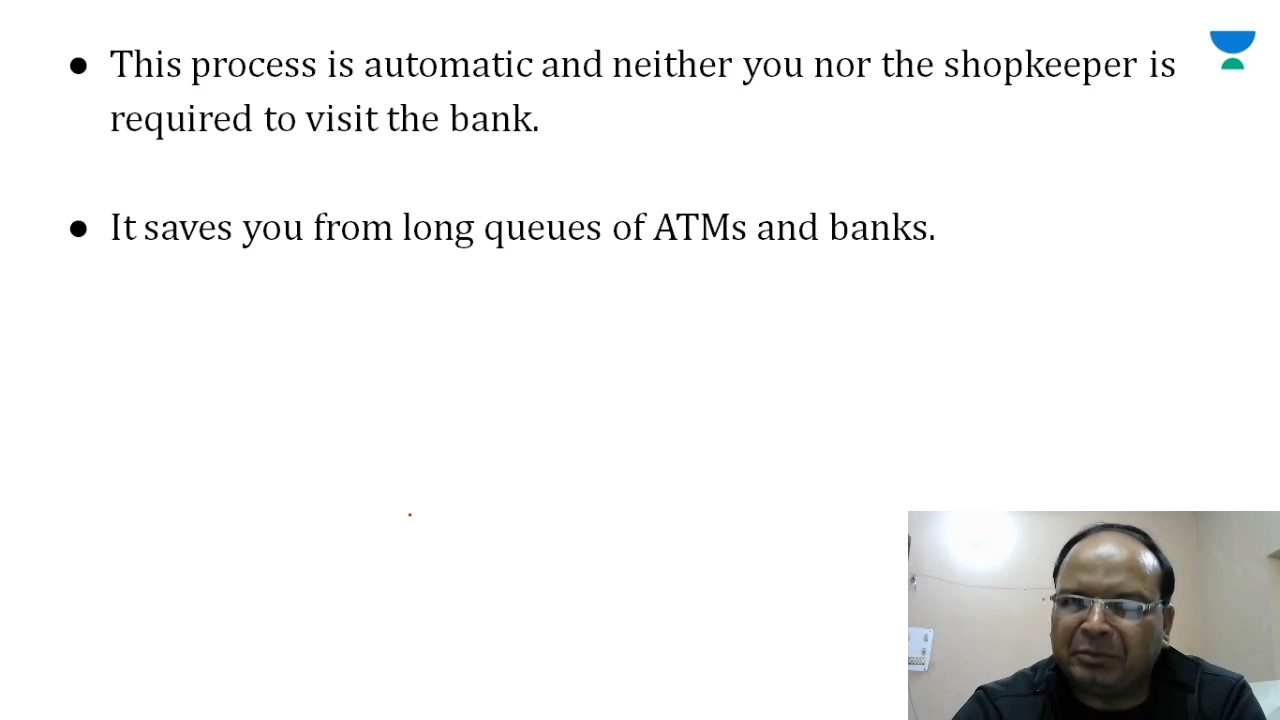 ● This process is automatic and neither you nor the shopkeeper is
required to visit the bank.
● It saves you from long queues of ATMs and banks.